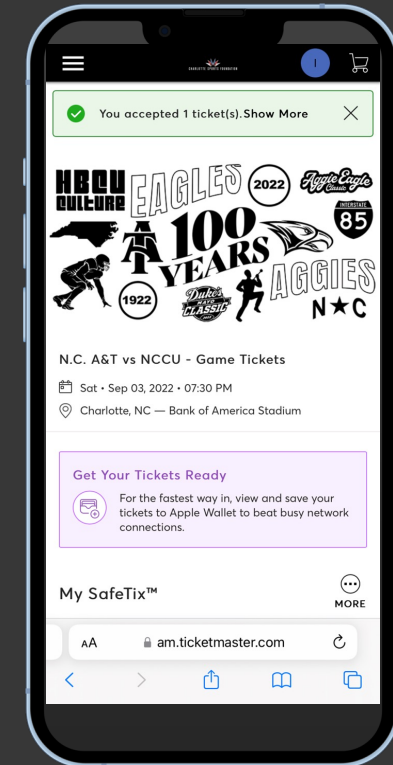 CHARLOTTE SPORTS FOUNDATION
I
You accepted 1 ticket(s). Show More
HBCU
CULTURE
EAGLES
2022
Aggie Eagle
Classic
INTERSTATE
85
A T
100
YEARS
1922
Duke's
MAYO
CLASSIC
AGGIES
N★C
N.C. A&T vs NCCU - Game Tickets
Sat • Sep 03, 2022 • 07:30 PM
Charlotte, NC — Bank of America Stadium
Get Your Tickets Ready
For the fastest way in, view and save your
tickets to Apple Wallet to beat busy network
connections.
My SafeTix™
MORE
AA
am.ticketmaster.com